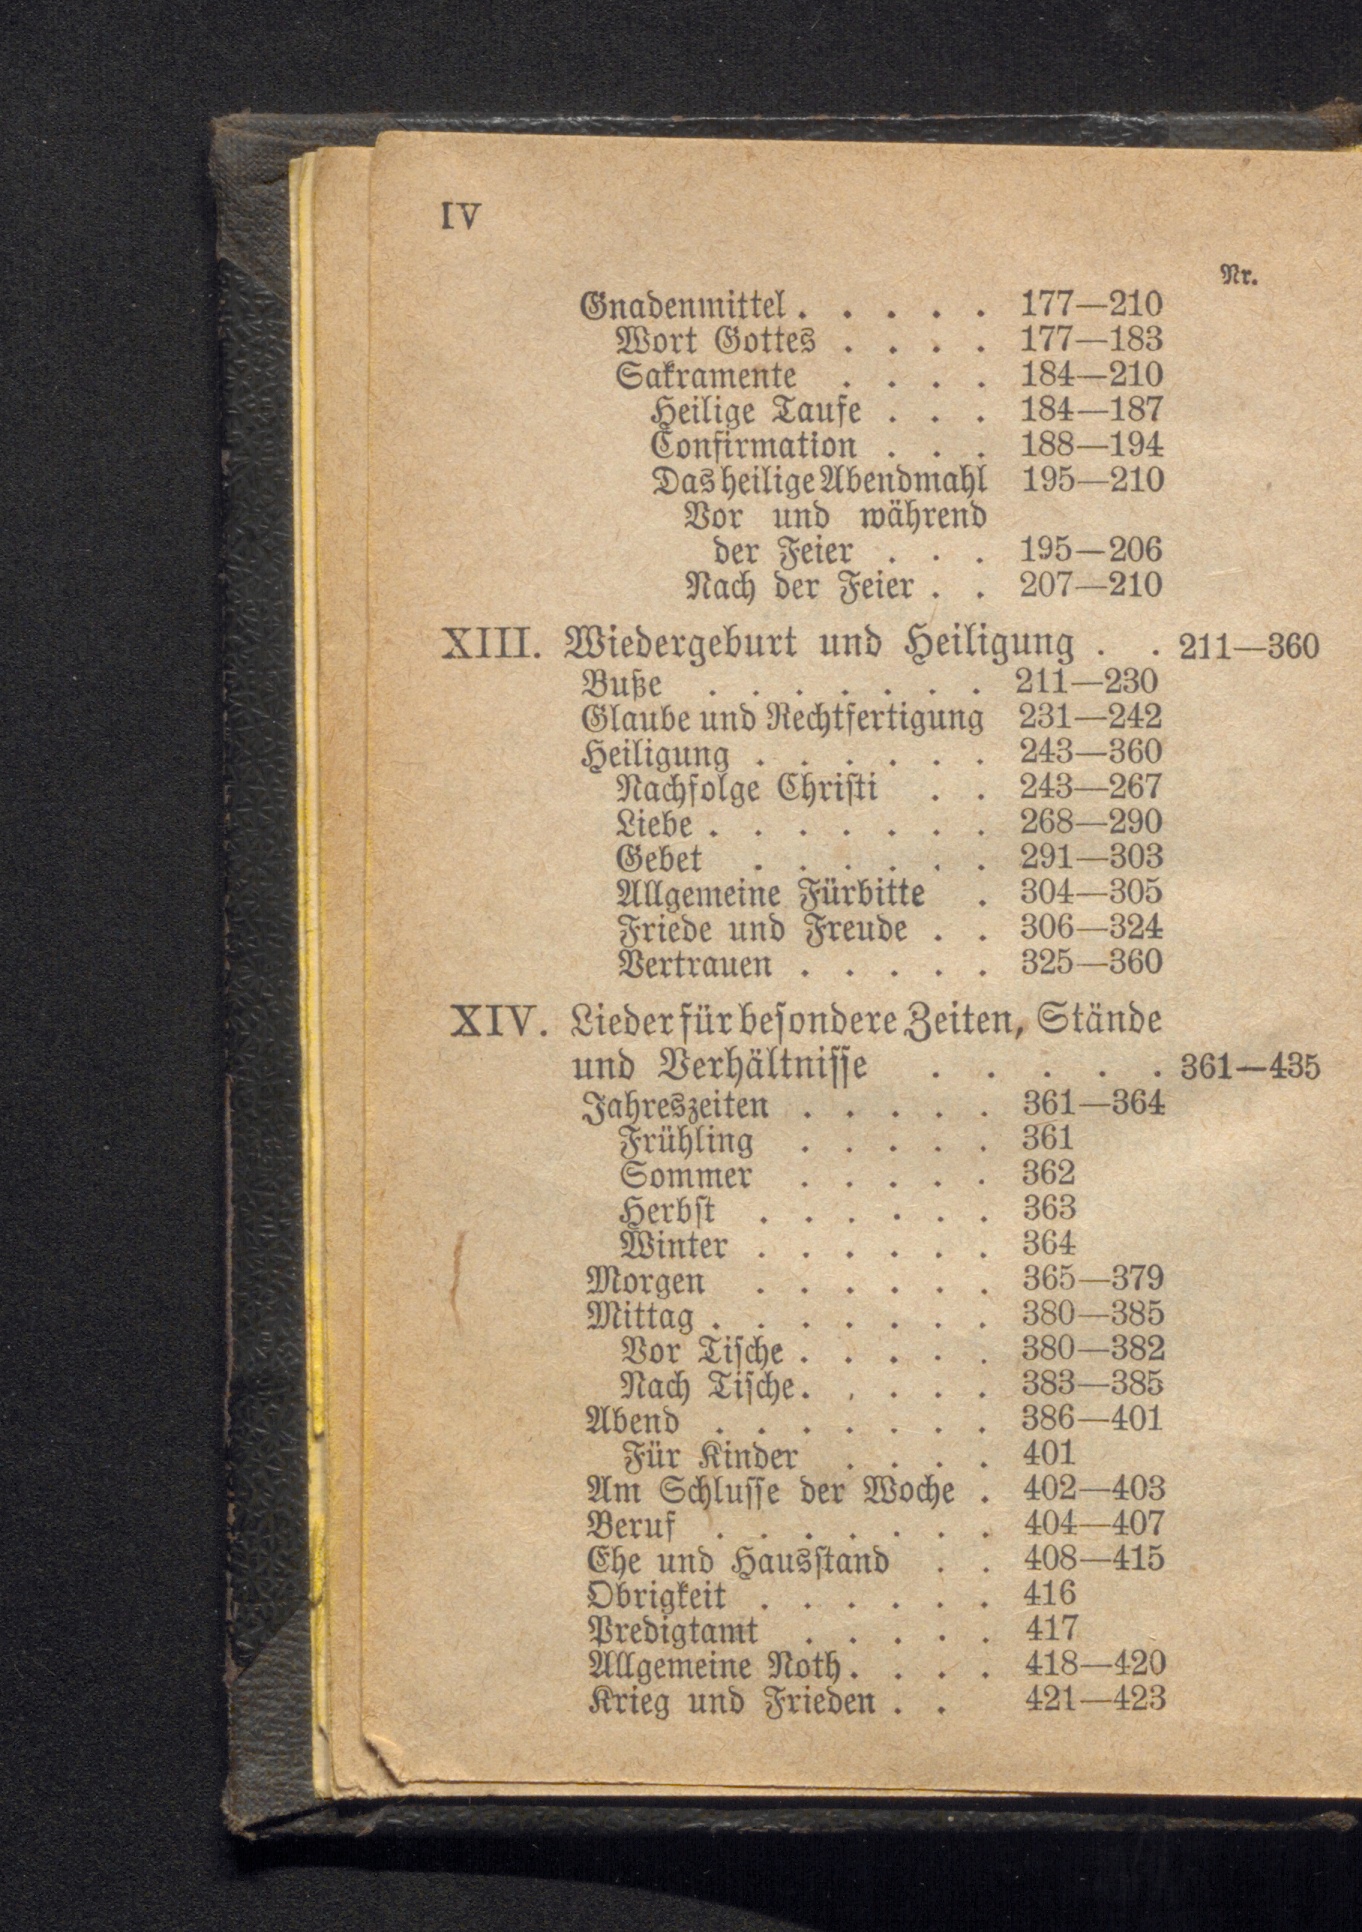 IV
Nr.
Gnadenmittel . . . . . 177—210
Wort Gottes . . . . 177—183
Sakramente . . . . 184—210
Heilige Taufe . . . 184—187
Confirmation . . . 188—194
Das heilige Abendmahl 195—210
Vor und während
der Feier . . . 195—206
Nach der Feier . . 207—210
XIII. Wiedergeburt und Heiligung . . 211—360
Buße . . . . . . . 211—230
Glaube und Rechtfertigung 231—242
Heiligung . . . . . . 243—360
Nachfolge Christi . . 243—267
Liebe . . . . . . . 268—290
Gebet . . . . . . 291—303
Allgemeine Fürbitte . 304—305
Friede und Freude . . 306—324
Vertrauen . . . . . 325—360
XIV. Lieder für besondere Zeiten, Stände
und Verhältnisse . . . . . 361—435
Jahreszeiten . . . . . 361—364
Frühling . . . . . 361
Sommer . . . . . 362
Herbst . . . . . . 363
Winter . . . . . . 364
Morgen . . . . . . 365—379
Mittag . . . . . . . 380—385
Vor Tische . . . . . 380—382
Nach Tische . . . . . 383—385
Abend . . . . . . . 386—401
Für Kinder . . . . 401
Am Schlusse der Woche . 402—403
Beruf . . . . . . . 404—407
Ehe und Hausstand . . 408—415
Obrigkeit . . . . . . 416
Predigtamt . . . . . 417
Allgemeine Noth . . . . 418—420
Krieg und Frieden . . 421—423